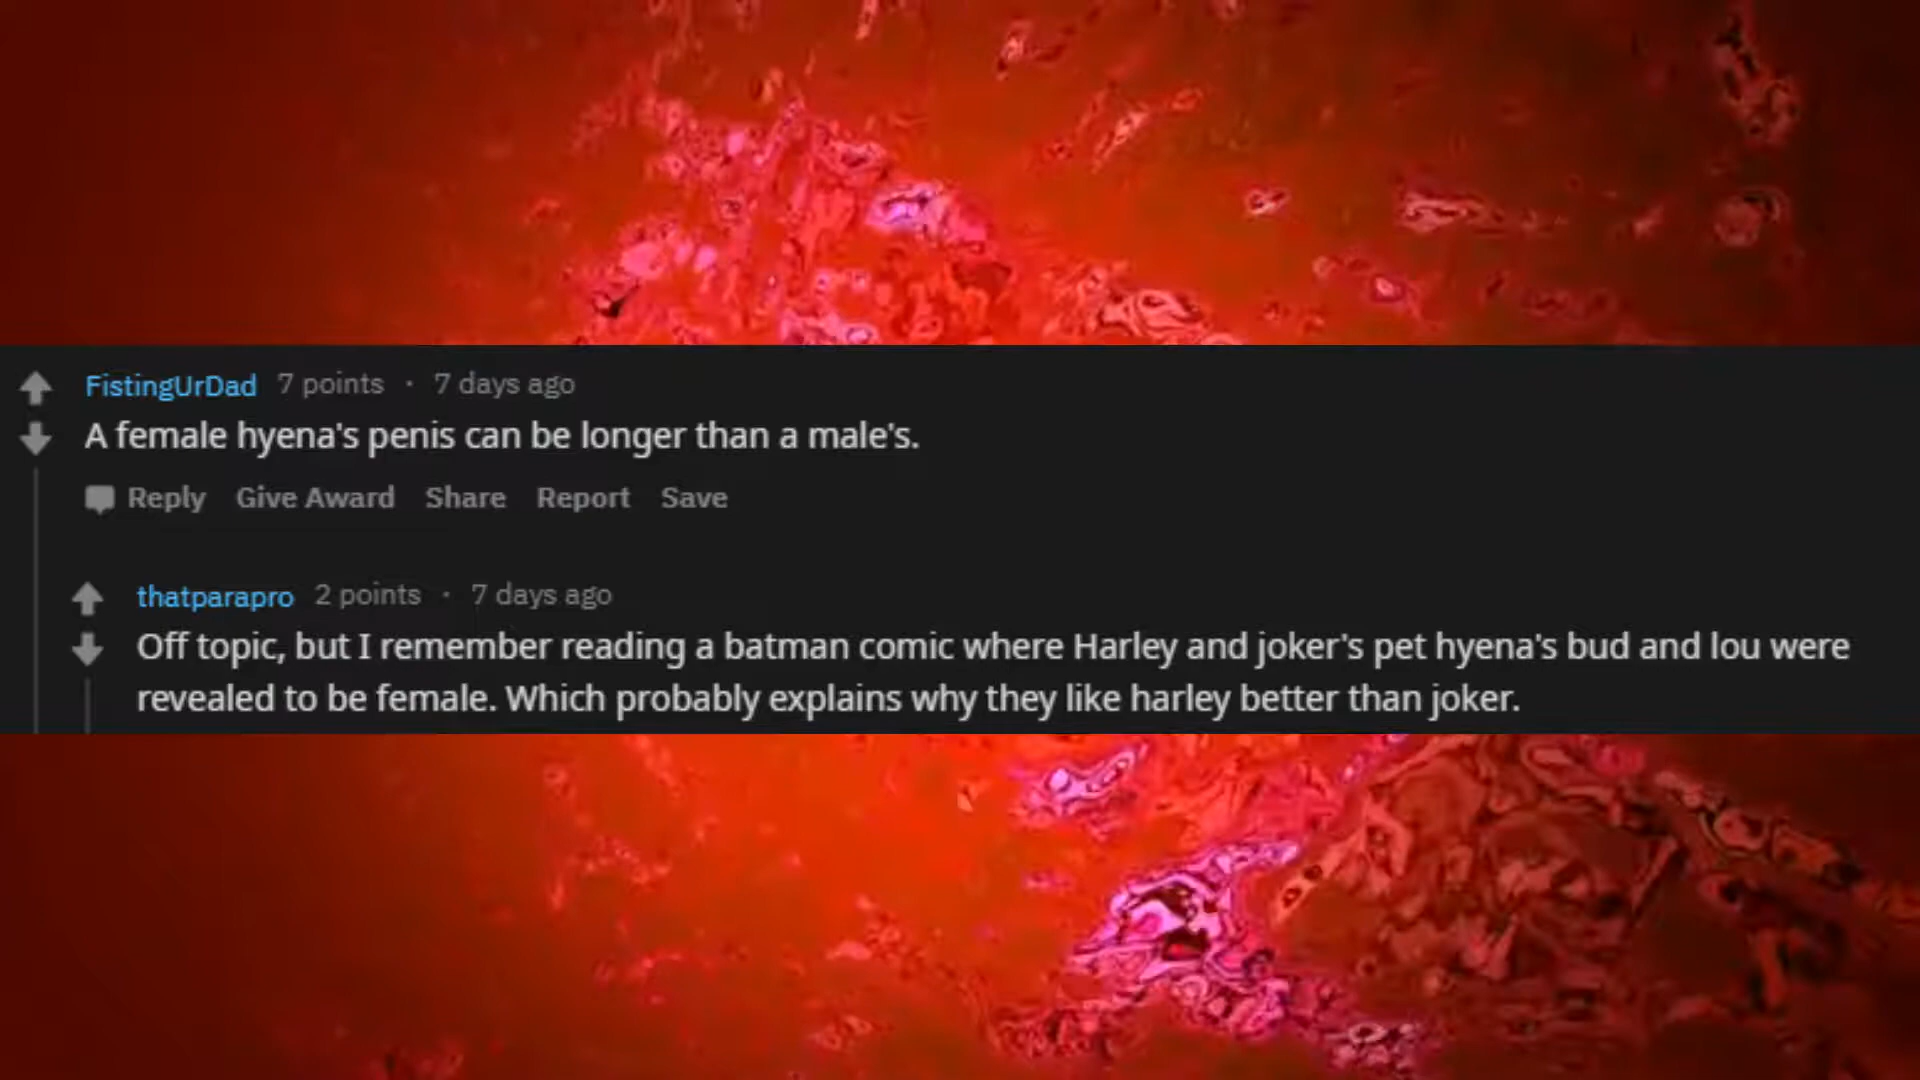 FistingUrDad 7 points · 7 days ago
A female hyena's penis can be longer than a male's.
Reply Give Award Share Report Save
thatparapro 2 points · 7 days ago
Off topic, but I remember reading a batman comic where Harley and joker's pet hyena's bud and lou were
revealed to be female. Which probably explains why they like harley better than joker.